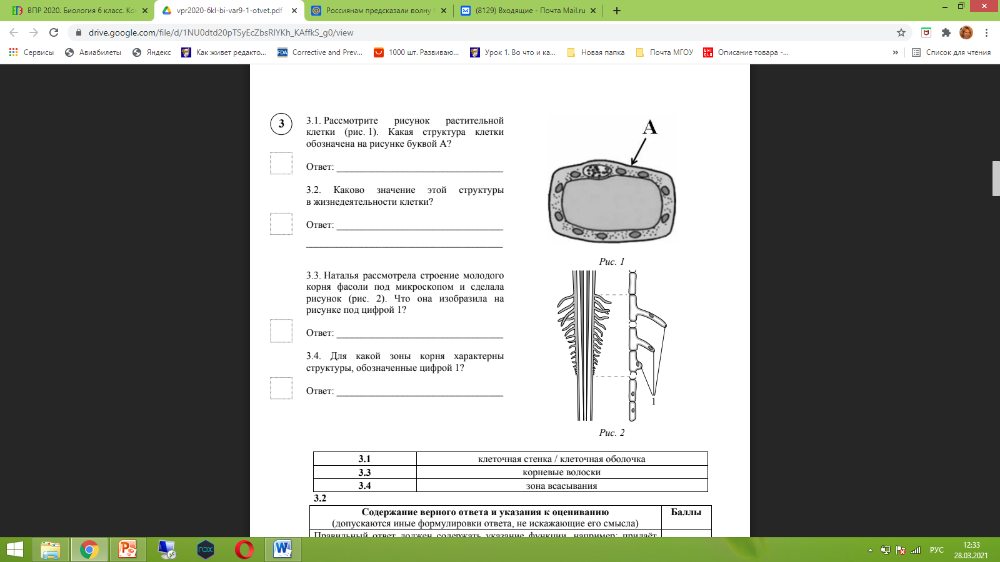 ВПР 2020. Биология 6 класс. Ко
vpr2020-6kl-bi-var9-1-otvet.pdf
Россиянам предсказали волну
(8129) Входящие - Почта Mail.ru
drive.google.com/file/d/1NU0dtd20pTSyEcZbsRlYKh_KAffkS_g0/view
Сервисы
Авиабилеты
Яндекс
Как живет редакто...
Corrective and Prev...
1000 шт. Развиваю...
Урок 1. Во что и ка...
Новая папка
Почта МГОУ
Описание товара -...
»
Список для чтения
3
3.1. Рассмотрите рисунок растительной
клетки (рис. 1). Какая структура клетки
обозначена на рисунке буквой А?
Ответ: ________________________________
3.2. Каково значение этой структуры
в жизнедеятельности клетки?
Ответ: ________________________________
______________________________________
3.3. Наталья рассмотрела строение молодого
корня фасоли под микроскопом и сделала
рисунок (рис. 2). Что она изобразила на
рисунке под цифрой 1?
Ответ: ________________________________
3.4. Для какой зоны корня характерны
структуры, обозначенные цифрой 1?
Ответ: ________________________________
А
Рис. 1
1
Рис. 2
3.1 клеточная стенка / клеточная оболочка
3.3 корневые волоски
3.4 зона всасывания
3.2
Содержание верного ответа и указания к оцениванию Баллы
(допускаются иные формулировки ответа, не искажающие его смысла)
Правильный ответ должен содержать указание функции, например: придаёт
РУС
12:33
28.03.2021